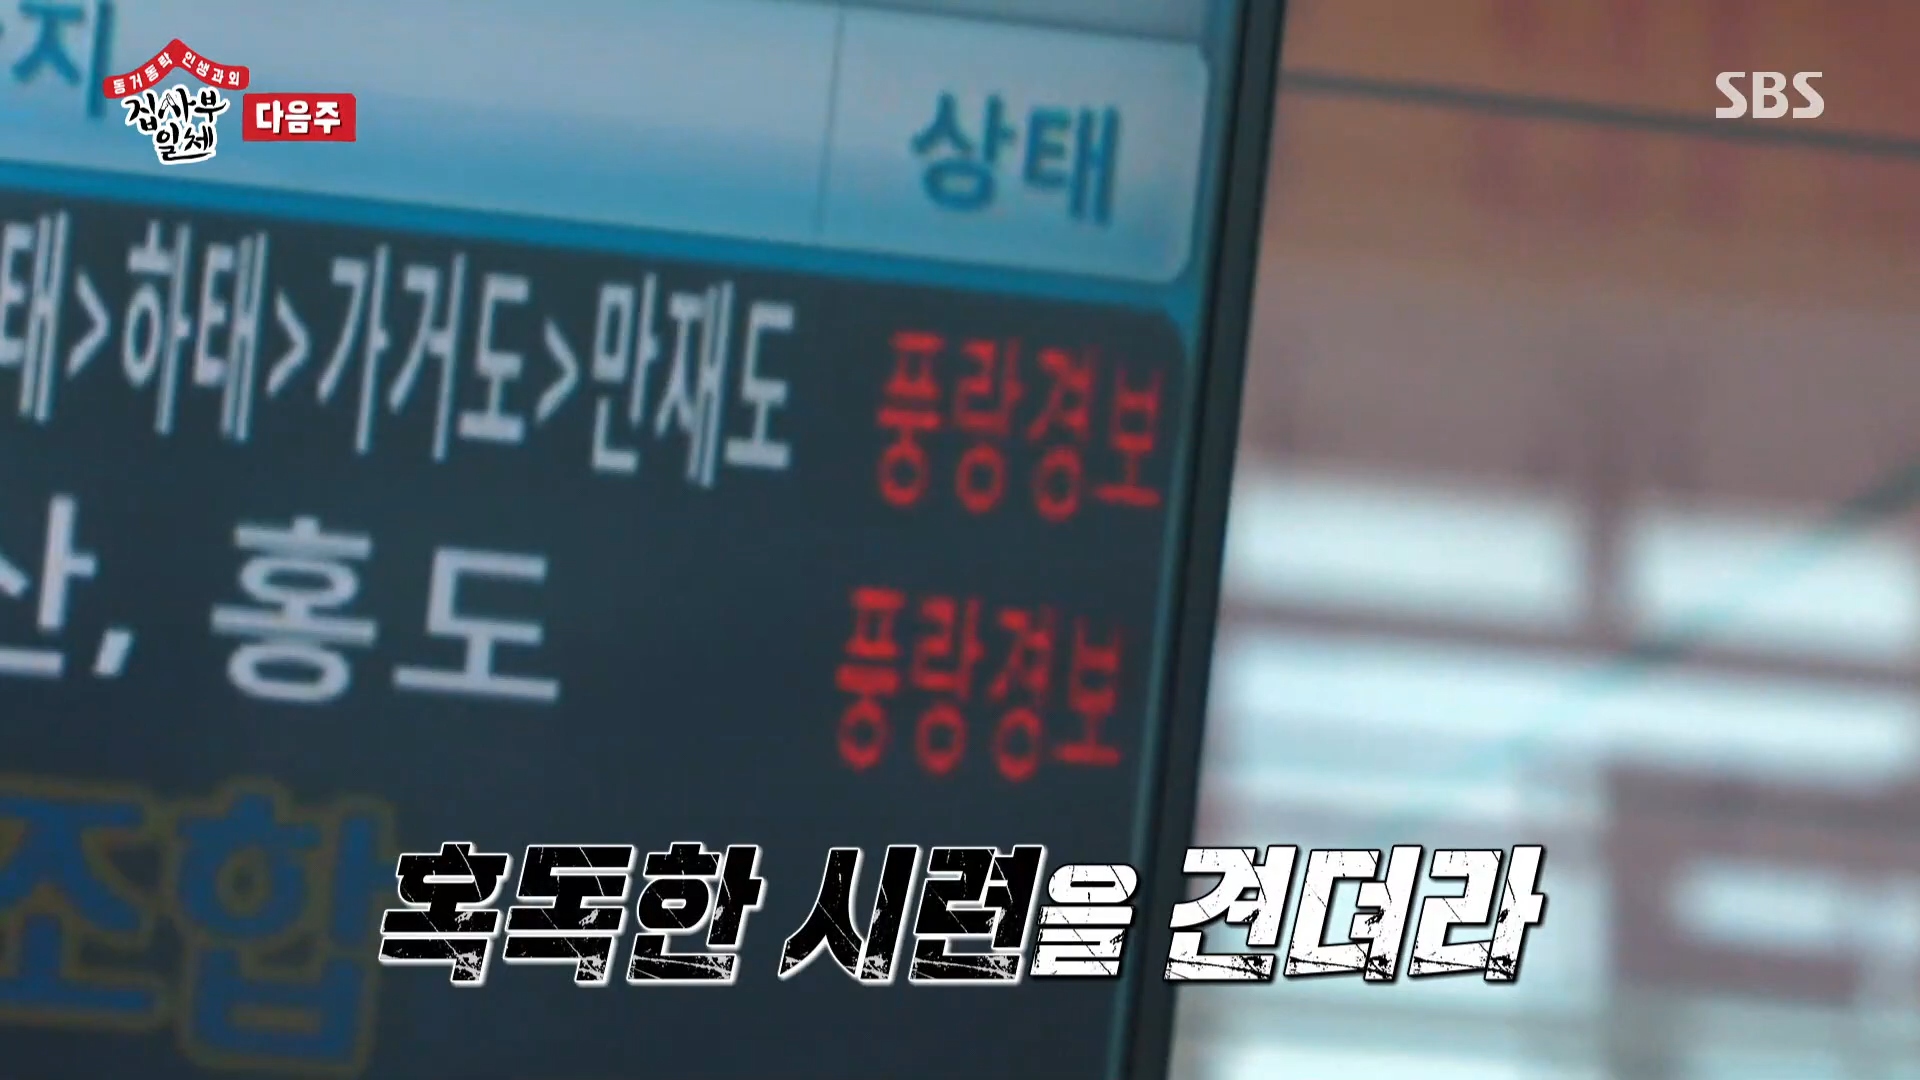 동거동락 인생과외
집사부
일체
다음주
SBS
지
상태
태>하태>가거도>만재도 풍랑경보
산, 홍도 풍랑경보
조합
혹독한 시련을 견뎌라